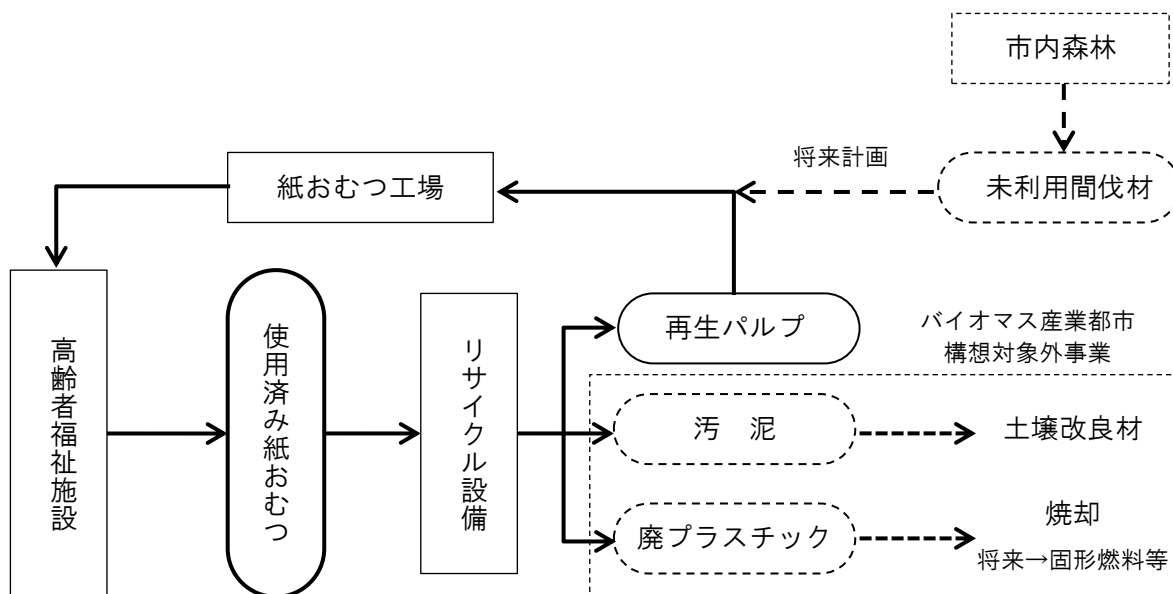 市内森林
将来計画
紙おむつ工場
未利用間伐材
高齢者福祉施設
使用済み紙おむつ
リサイクル設備
再生パルプ
バイオマス産業都市
構想対象外事業
汚　泥
土壌改良材
廃プラスチック
焼却
将来→固形燃料等